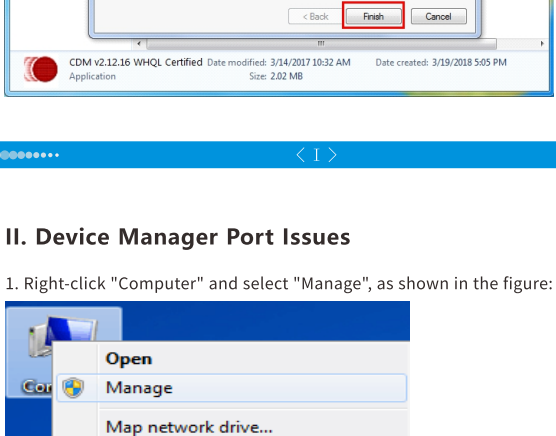 < Back Finish Cancel
CDM v2.12.16 WHQL Certified Date modified: 3/14/2017 10:32 AM Date created: 3/19/2018 5:05 PM
Application Size: 2.02 MB
< I >
II. Device Manager Port Issues
1. Right-click "Computer" and select "Manage", as shown in the figure:
Open
Manage
Map network drive...